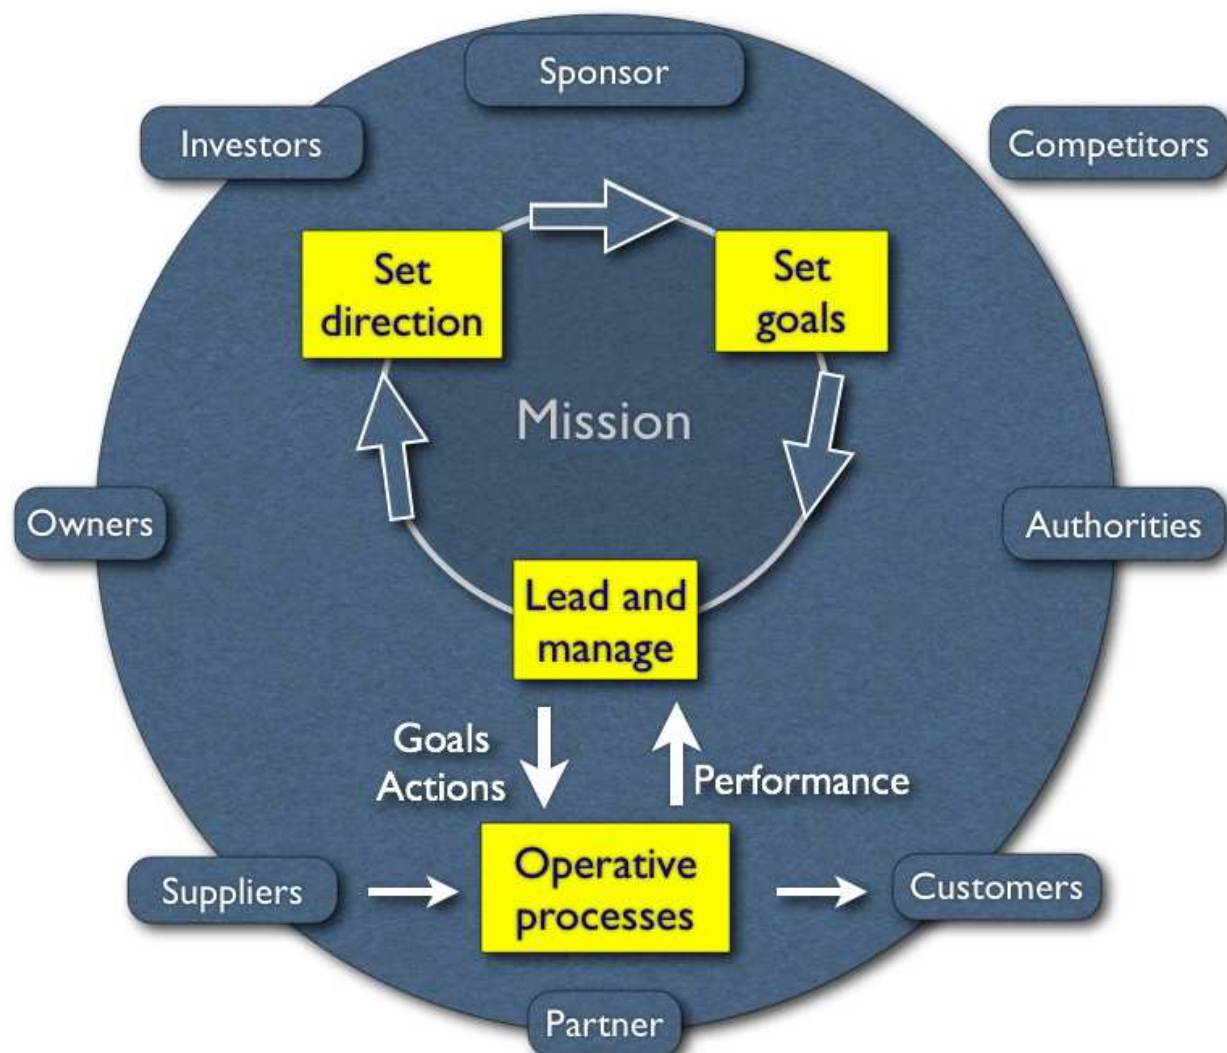 Sponsor
Investors
Competitors
Set
direction
Set
goals
Mission
Owners
Authorities
Lead and
manage
Goals
Actions
Performance
Suppliers
Operative
processes
Customers
Partner